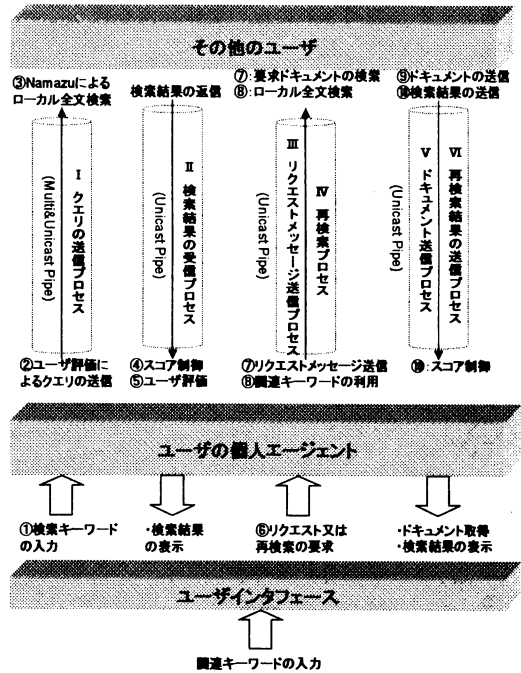 その他のユーザ
③Namazuによる
ローカル全文検索
検索結果の返信
⑦：要求ドキュメントの検索
⑧：ローカル全文検索
⑨ドキュメントの送信
⑩検索結果の送信
Ⅰ クエリの送信プロセス
(Multi&Unicast Pipe)
Ⅱ 検索結果の受信プロセス
(Unicast Pipe)
Ⅲ リクエストメッセージ送信プロセス
(Unicast Pipe)
Ⅳ 再検索プロセス
Ⅴ ドキュメント送信プロセス
(Unicast Pipe)
Ⅵ 再検索結果の送信プロセス
②ユーザ評価に
よるクエリの送信
④スコア制御
⑤ユーザ評価
⑦リクエストメッセージ送信
⑧関連キーワードの利用
⑩：スコア制御
ユーザの個人エージェント
①検索キーワード
の入力
・検索結果
の表示
⑥リクエスト又は
再検索の要求
・ドキュメント取得
・検索結果の表示
ユーザインタフェース
関連キーワードの入力